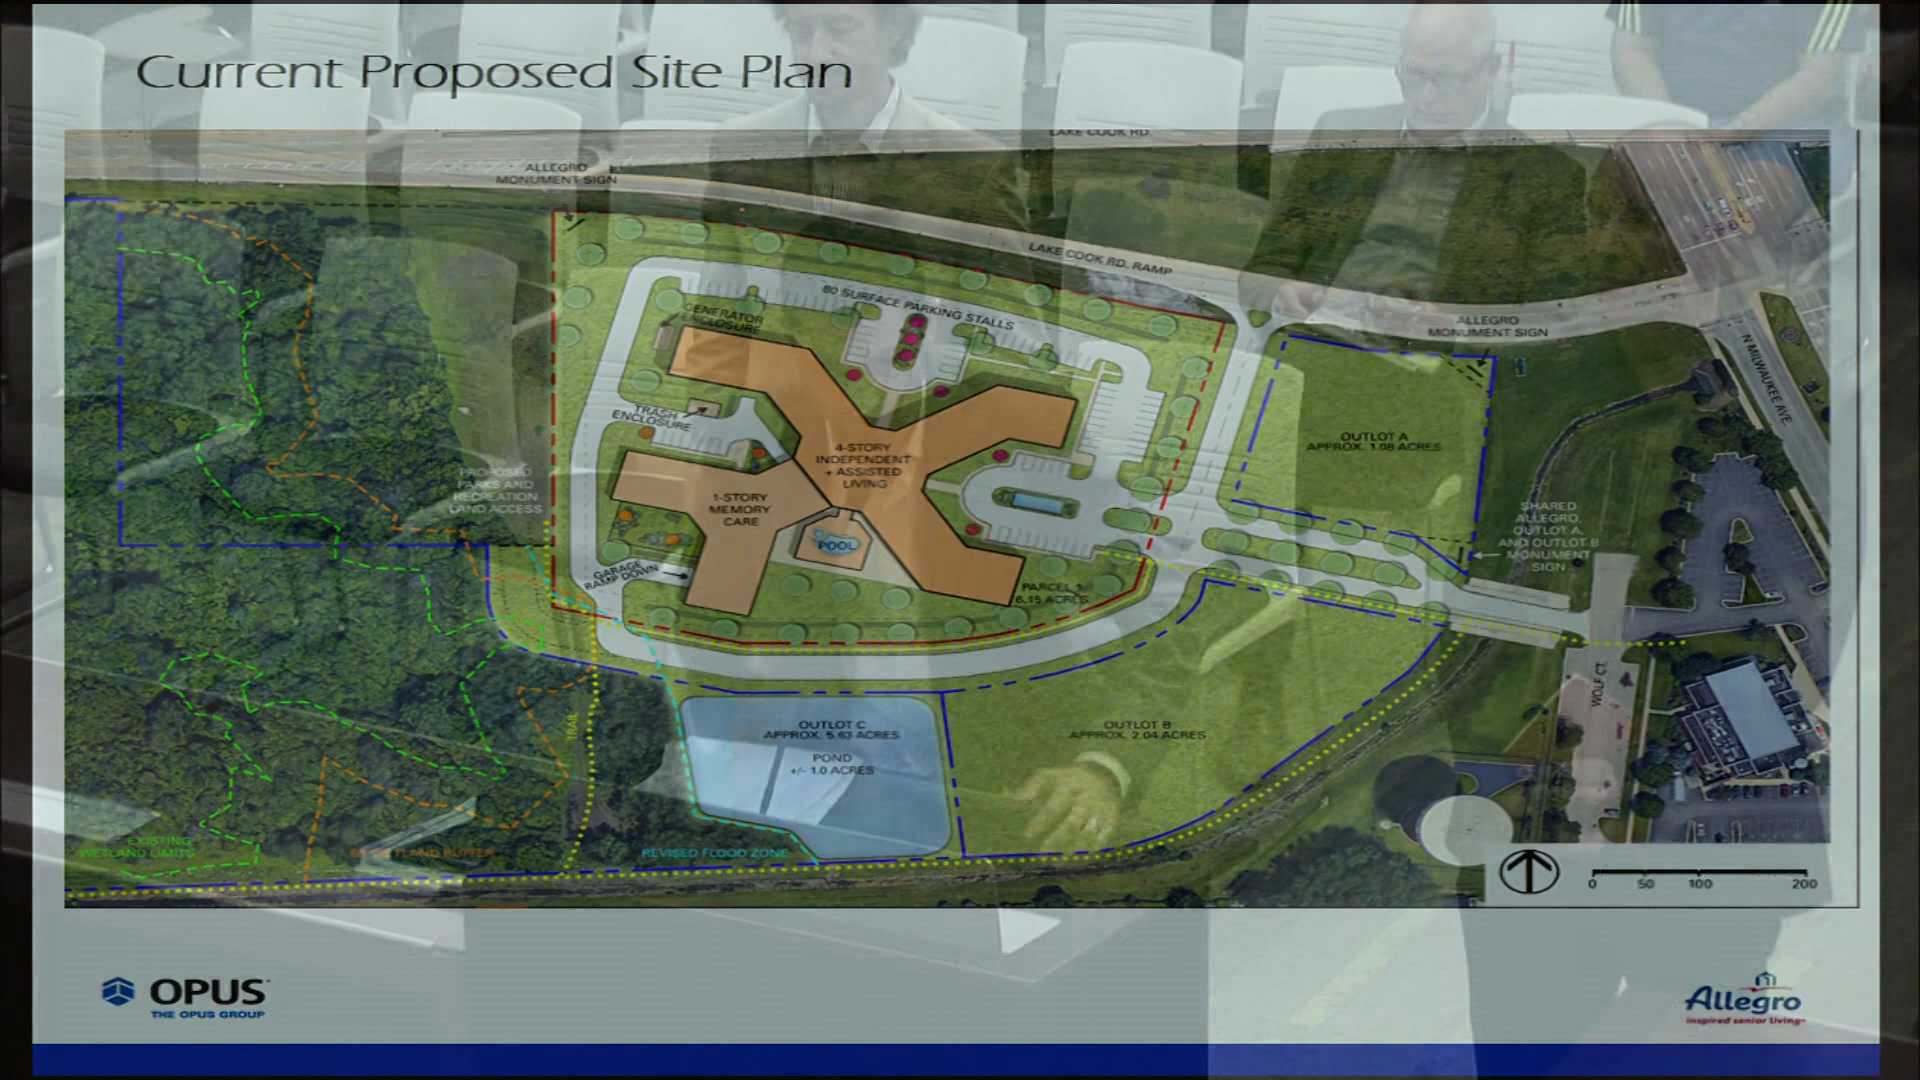 Current Proposed Site Plan
LAKE COOK RD.
ALLEGRO
MONUMENT SIGN
LAKE COOK RD. RAMP
80 SURFACE PARKING STALLS
GENERATOR
ENCLOSURE
ALLEGRO
MONUMENT SIGN
N MILWAUKEE AVE.
TRASH
ENCLOSURE
4-STORY
INDEPENDENT
+ ASSISTED
LIVING
OUTLOT A
APPROX. 1.08 ACRES
PROPOSED
PARKS AND
RECREATION
LAND ACCESS
1-STORY
MEMORY
CARE
SHARED
ALLEGRO,
OUTLOT A,
AND OUTLOT B
MONUMENT
SIGN
POOL
GARAGE
RAMP DOWN
PARCEL 1
6.15 ACRES
WOLF CT.
TRAIL
OUTLOT C
APPROX. 5.63 ACRES
POND
+/- 1.0 ACRES
OUTLOT B
APPROX. 2.04 ACRES
EXISTING
WETLAND LIMITS
WETLAND BUFFER
REVISED FLOOD ZONE
0 50 100 200
OPUS
THE OPUS GROUP
Allegro
inspired senior living